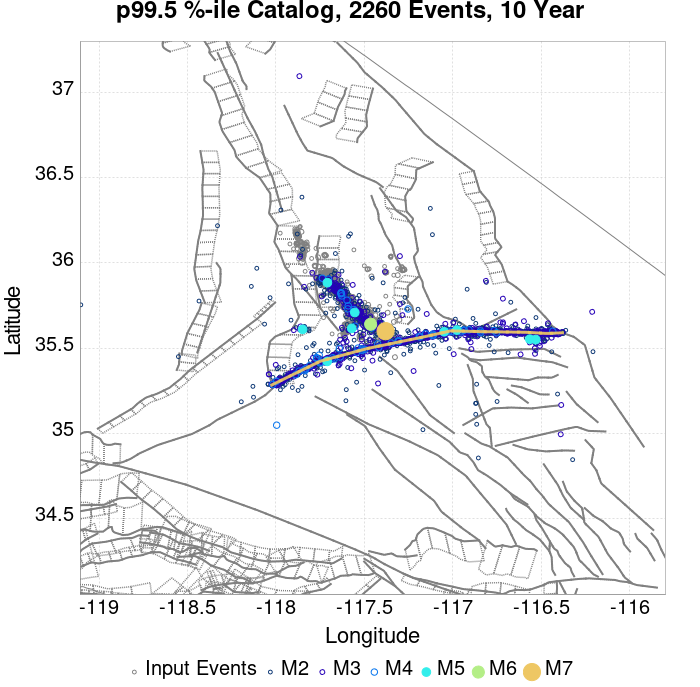 p99.5 %-ile Catalog, 2260 Events, 10 Year
37
36.5
36
35.5
35
34.5
Latitude
-119 -118.5 -118 -117.5 -117 -116.5 -116
Longitude
Input Events M2 M3 M4 M5 M6 M7